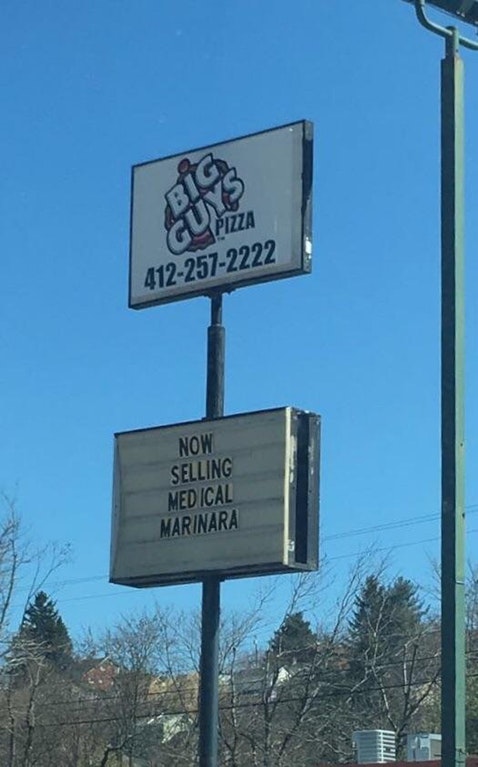 BIG
GUYS
PIZZA
412-257-2222
NOW
SELLING
MEDICAL
MARINARA